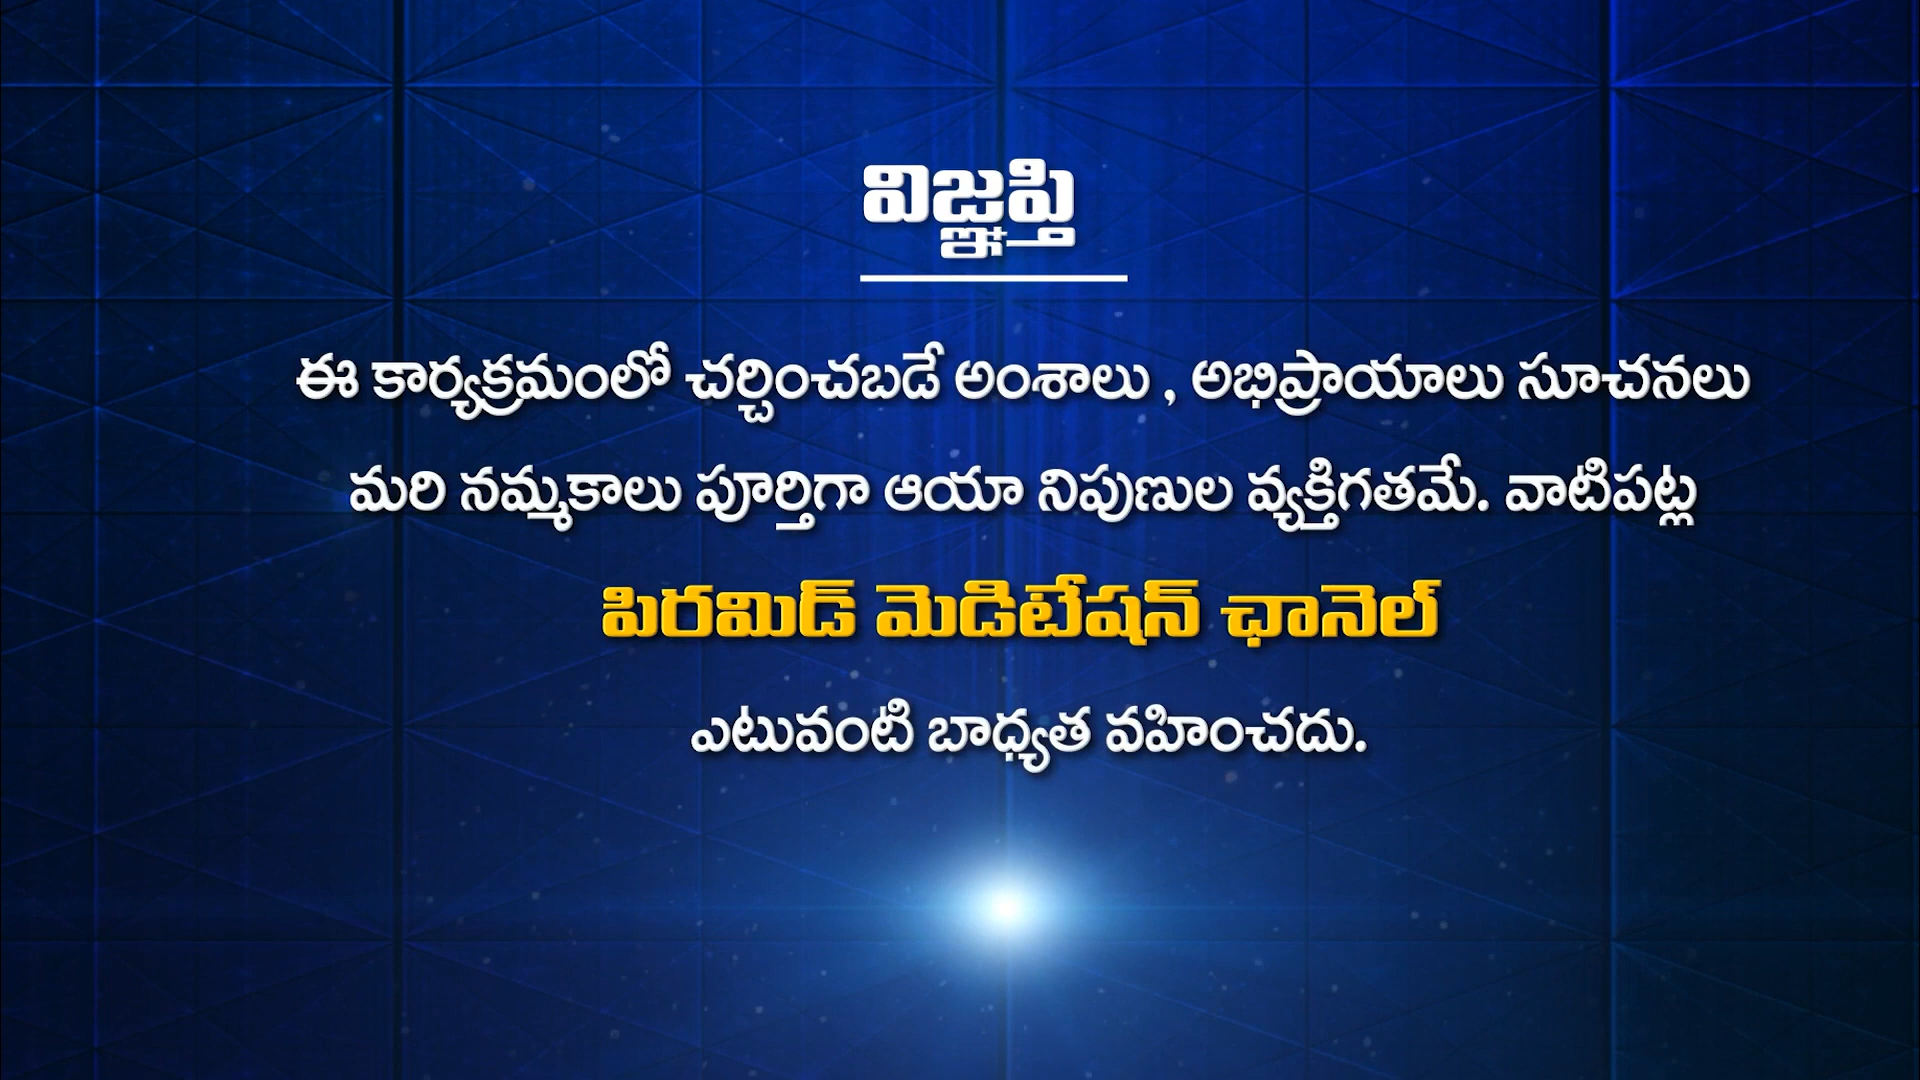 విజ్ఞప్తి
ఈ కార్యక్రమంలో చర్చించబడే అంశాలు , అభిప్రాయాలు సూచనలు
మరి నమ్మకాలు పూర్తిగా ఆయా నిపుణుల వ్యక్తిగతమే. వాటిపట్ల
పిరమిడ్ మెడిటేషన్ ఛానెల్
ఎటువంటి బాధ్యత వహించదు.